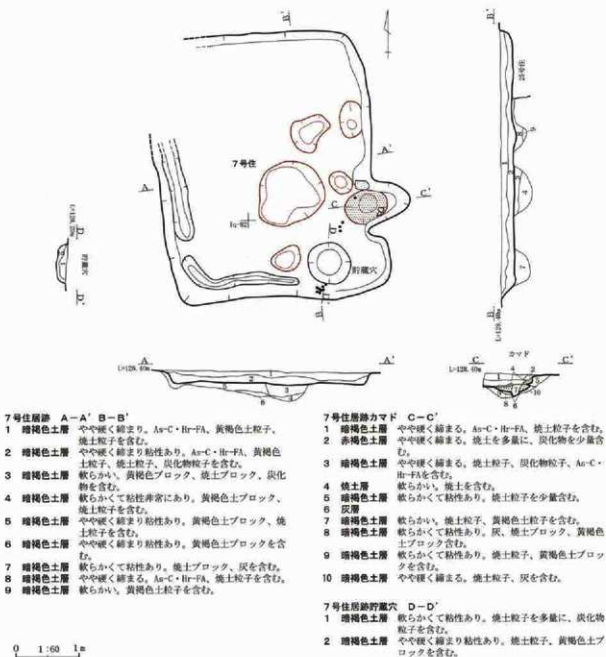 B'
B'
25号住
9
8
4
7
B
L=128.40m
A'
7号住
C'
C
A
Iq-82
D
貯蔵穴
D'
B
L=128.20m
D
D'
貯蔵穴
A
A'
L=128.40m
1
2
5
3
6
4
カマド
C
C'
L=128.40m
7号住居跡 A-A' B-B'
1 暗褐色土層 やや硬く締まり。As-C・Hr-FA、黄褐色土粒子、
焼土粒子を含む。
2 暗褐色土層 やや硬く締まり粘性あり。As-C・Hr-FA、黄褐色
土粒子、焼土粒子、炭化物粒子を含む。
3 暗褐色土層 軟らかい。黄褐色ブロック、焼土ブロック、炭化
物を含む。
4 暗褐色土層 軟らかくて粘性非常にあり。黄褐色土ブロック、
焼土粒子を含む。
5 暗褐色土層 やや硬く締まり粘性あり。黄褐色土ブロック、焼
土粒子を含む。
6 暗褐色土層 やや硬く締まり粘性あり。黄褐色土ブロックを含
む。
7 暗褐色土層 軟らかくて粘性あり。焼土ブロック、灰を含む。
8 暗褐色土層 やや硬く締まる。As-C・Hr-FA、焼土粒子を含む。
9 暗褐色土層 軟らかい。黄褐色土粒子を含む。
0 1:60 1m
7号住居跡カマド C-C'
1 暗褐色土層 やや硬く締まる。As-C・Hr-FA、焼土粒子を含む。
2 赤褐色土層 やや硬く締まる。焼土を多量に、炭化物を少量含
む。
3 暗褐色土層 やや硬く締まる。焼土粒子、炭化物粒子、As-C・
Hr-FAを含む。
4 焼土層 軟らかい。焼土を含む。
5 暗褐色土層 軟らかくて粘性あり。焼土粒子を少量含む。
6 灰層
7 暗褐色土層 軟らかい。焼土粒子、黄褐色土粒子を含む。
8 暗褐色土層 軟らかくて粘性あり。灰、焼土ブロック、黄褐色
土ブロック含む。
9 暗褐色土層 軟らかくて粘性あり。焼土粒子、黄褐色土ブロッ
クを含む。
10 暗褐色土層 やや硬く締まる。焼土粒子、灰を含む。
7号住居跡貯蔵穴 D-D'
1 暗褐色土層 軟らかくて粘性あり。焼土粒子を多量に、炭化物
粒子を含む。
2 暗褐色土層 やや硬く締まり粘性あり。焼土粒子、黄褐色土ブ
ロックを含む。